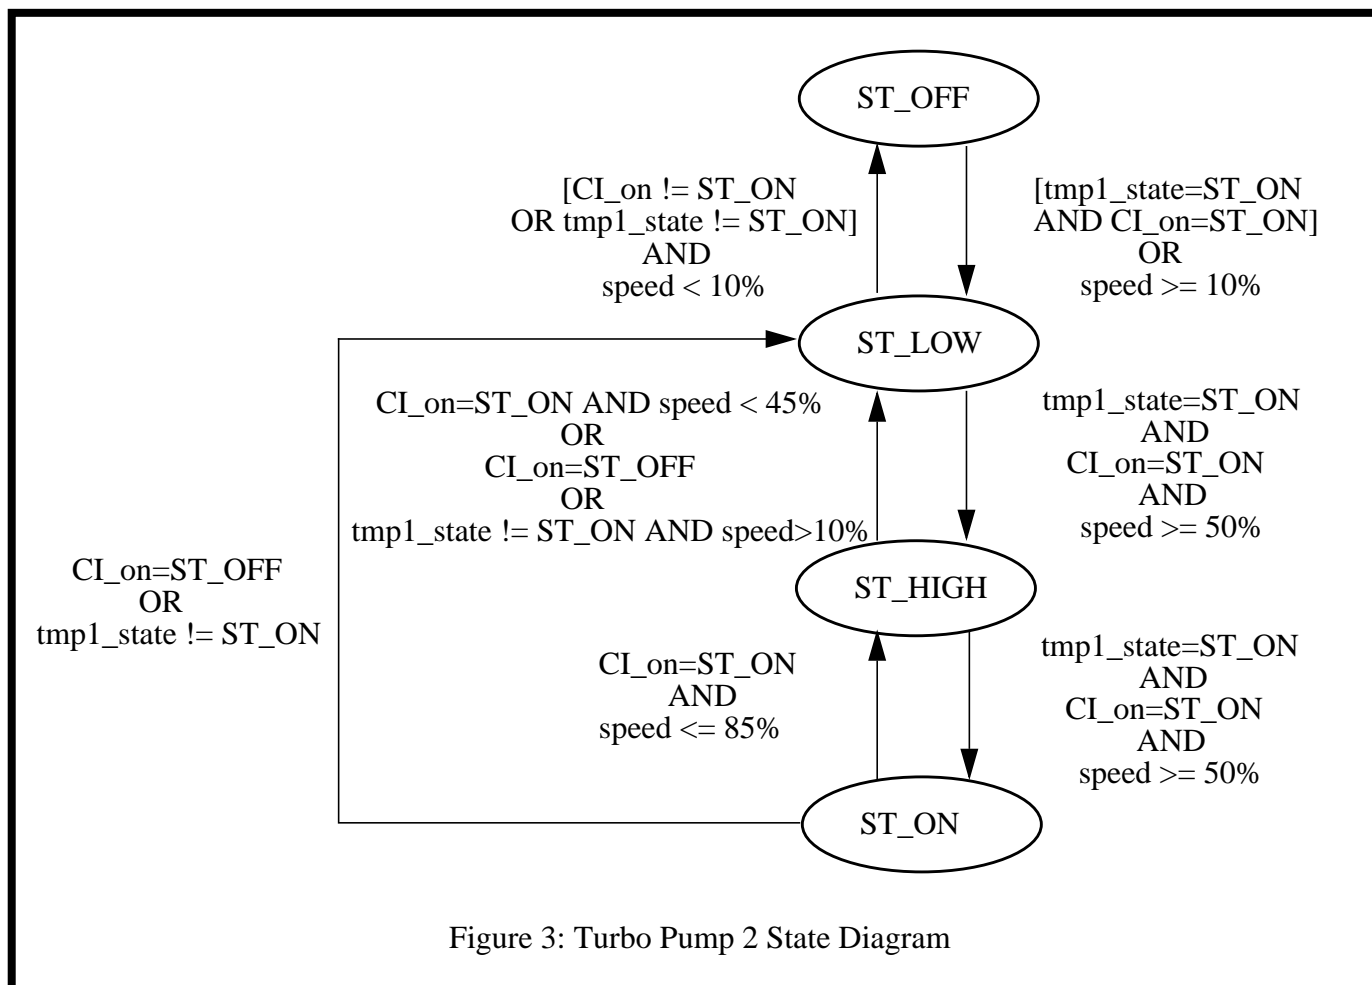 ST_OFF
[CI_on != ST_ON
OR tmp1_state != ST_ON]
AND
speed < 10%
[tmp1_state=ST_ON
AND CI_on=ST_ON]
OR
speed >= 10%
ST_LOW
CI_on=ST_ON AND speed < 45%
OR
CI_on=ST_OFF
OR
tmp1_state != ST_ON AND speed>10%
tmp1_state=ST_ON
AND
CI_on=ST_ON
AND
speed >= 50%
CI_on=ST_OFF
OR
tmp1_state != ST_ON
ST_HIGH
CI_on=ST_ON
AND
speed <= 85%
tmp1_state=ST_ON
AND
CI_on=ST_ON
AND
speed >= 50%
ST_ON
Figure 3: Turbo Pump 2 State Diagram